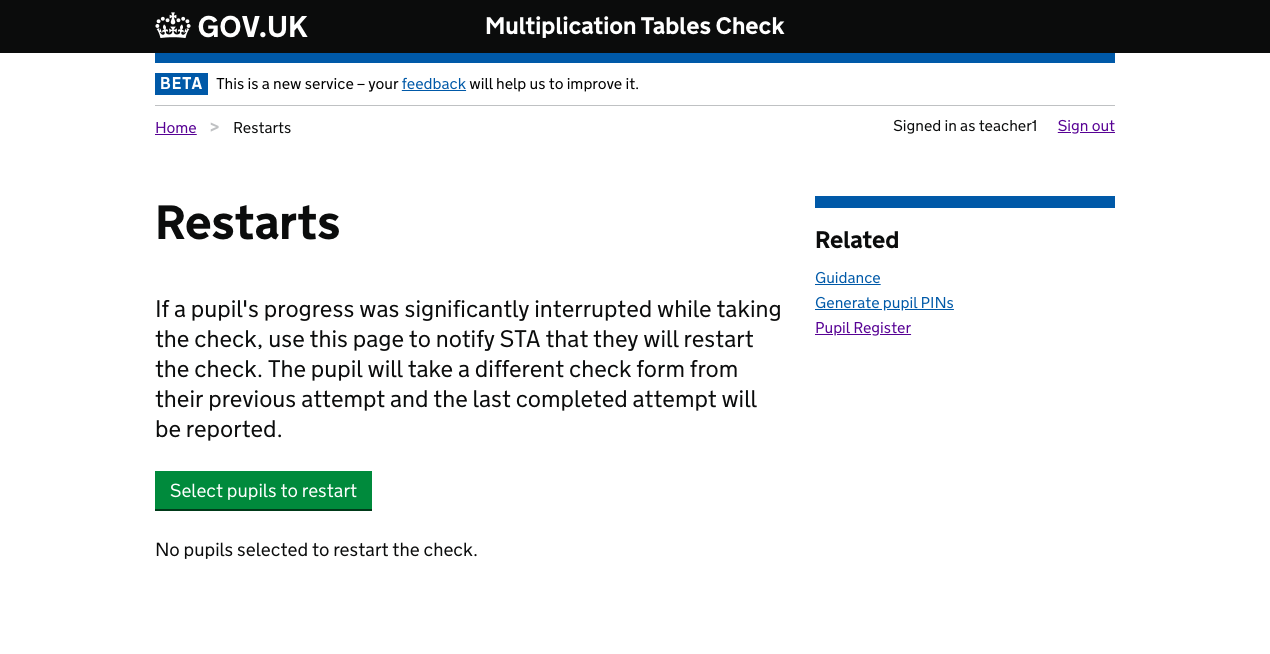 GOV.UK
Multiplication Tables Check
BETA This is a new service – your feedback will help us to improve it.
Home > Restarts
Signed in as teacher1 Sign out
Restarts
If a pupil's progress was significantly interrupted while taking
the check, use this page to notify STA that they will restart
the check. The pupil will take a different check form from
their previous attempt and the last completed attempt will
be reported.
Select pupils to restart
No pupils selected to restart the check.
Related
Guidance
Generate pupil PINs
Pupil Register